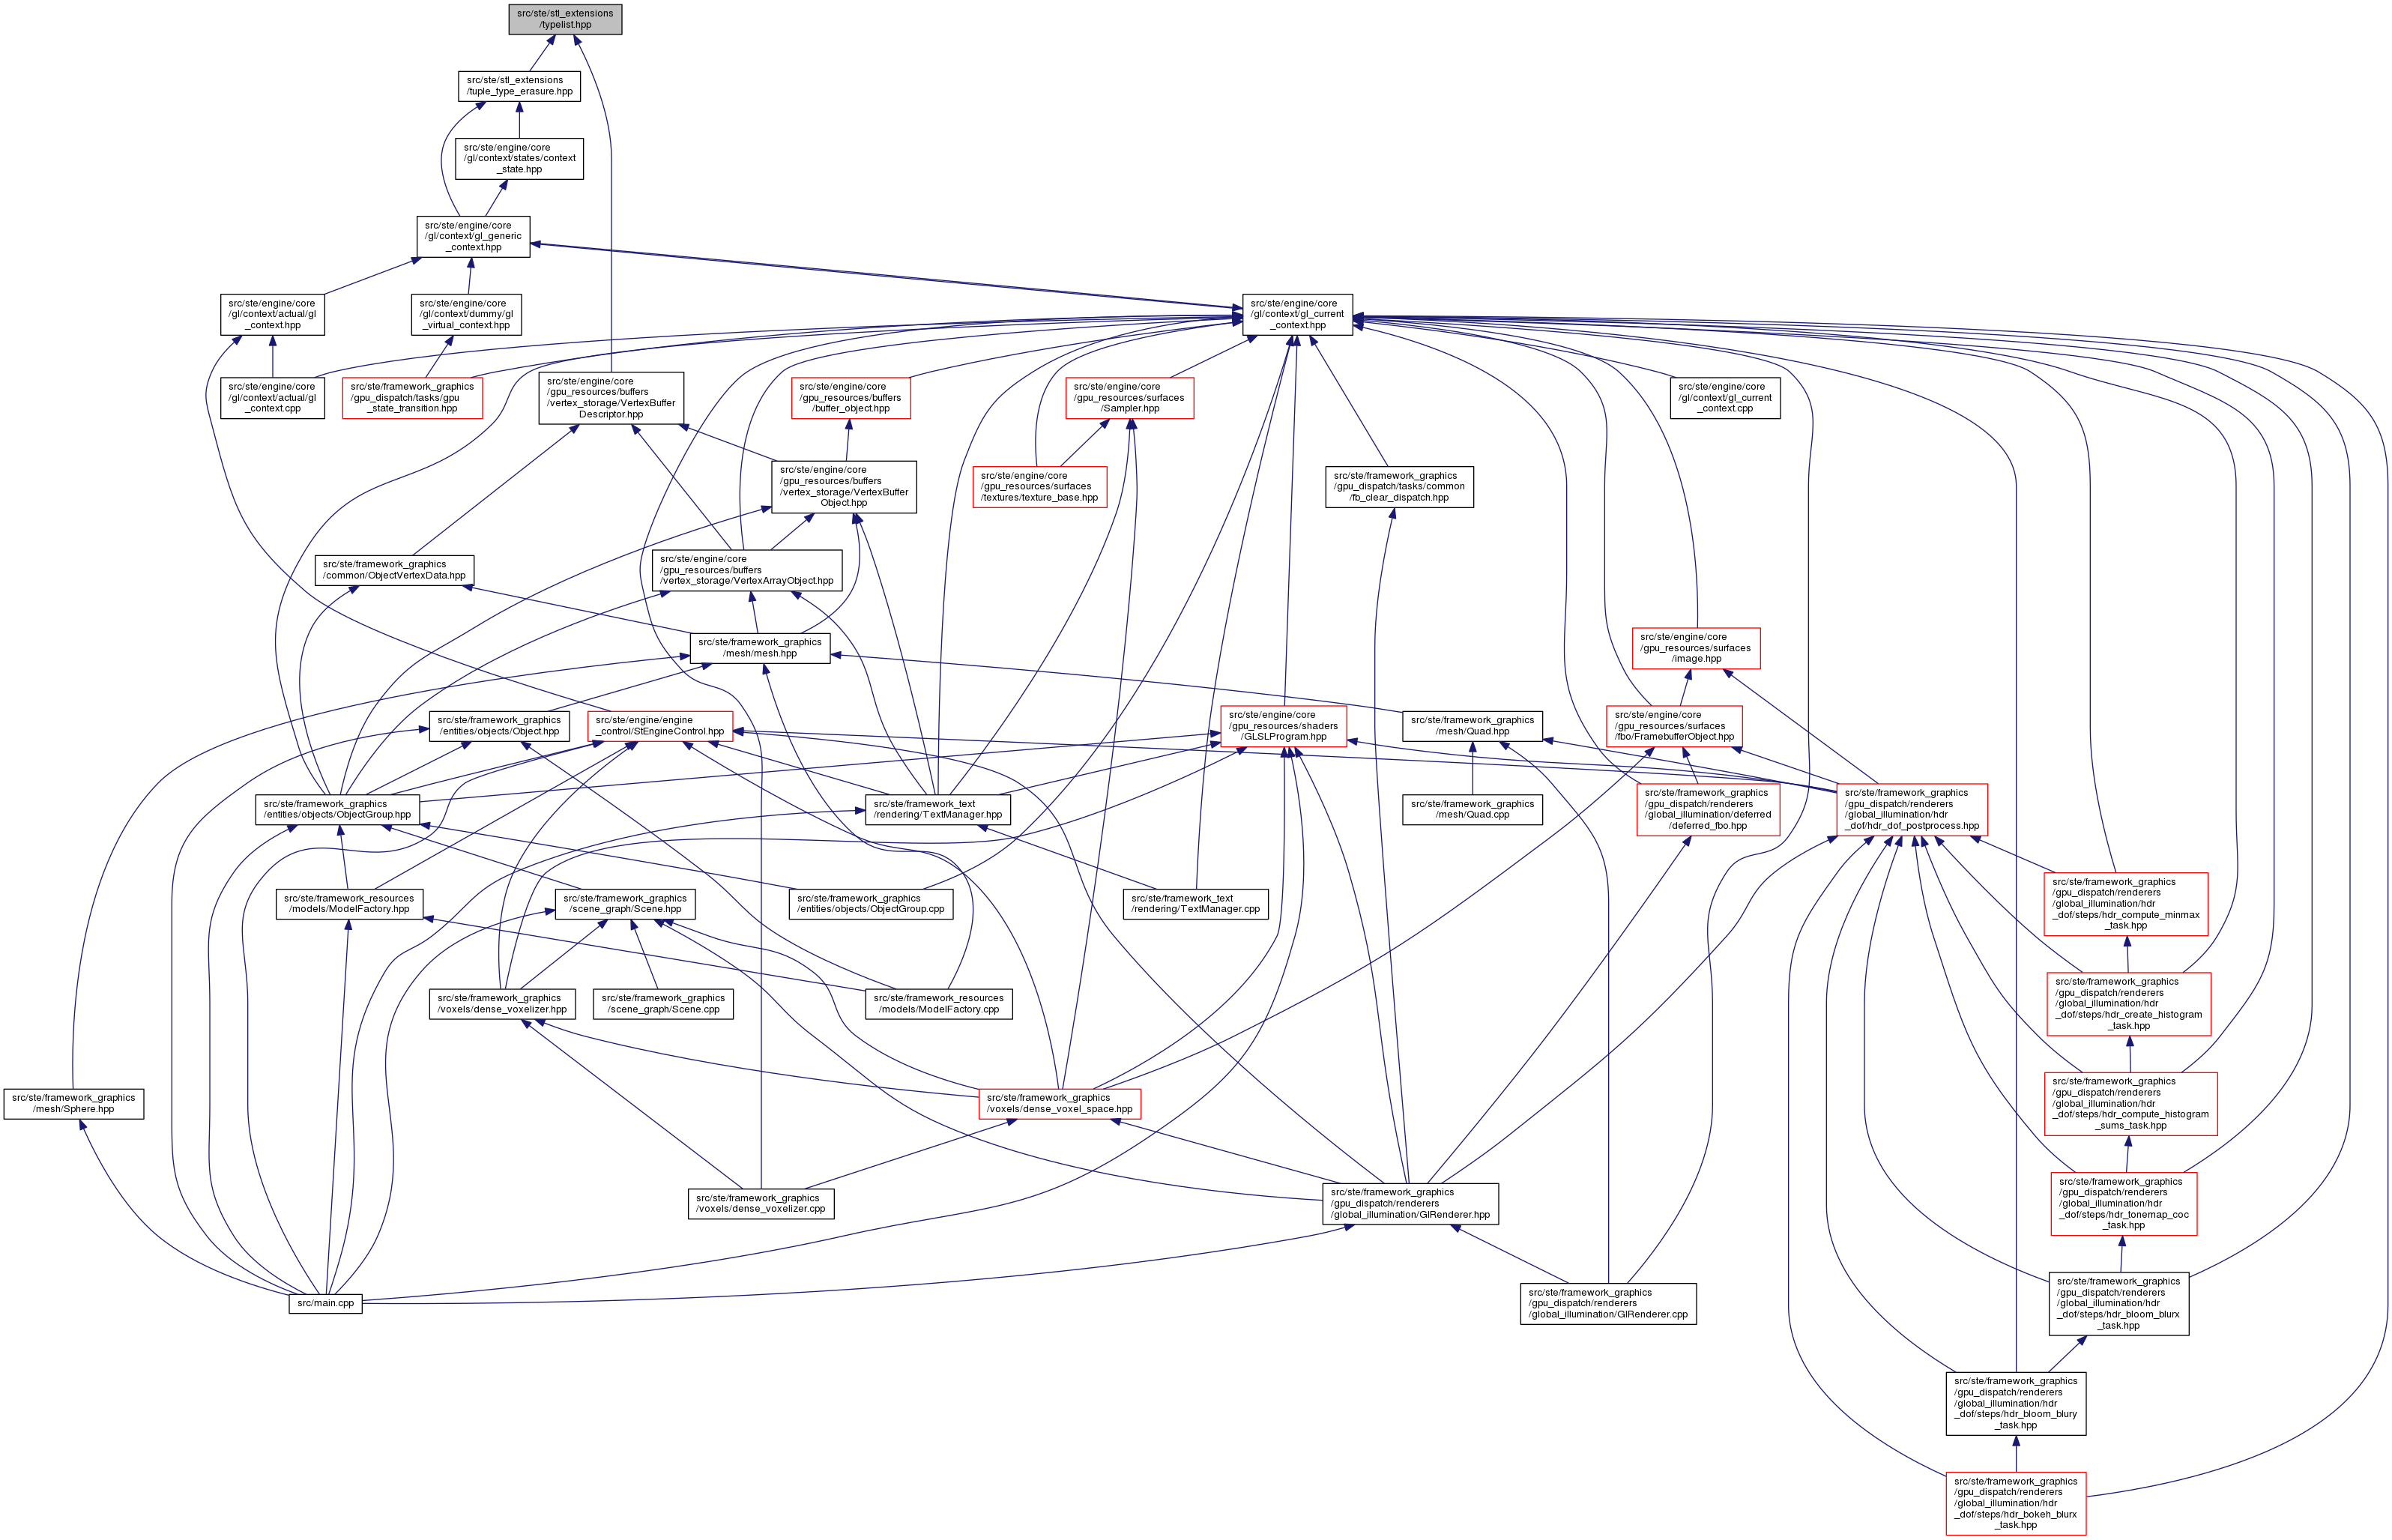 src/ste/stl_extensions
/typelist.hpp
src/ste/stl_extensions
/tuple_type_erasure.hpp
src/ste/engine/core
/gl/context/states/context
_state.hpp
src/ste/engine/core
/gl/context/gl_generic
_context.hpp
src/ste/engine/core
/gl/context/actual/gl
_context.hpp
src/ste/engine/core
/gl/context/dummy/gl
_virtual_context.hpp
src/ste/engine/core
/gl/context/gl_current
_context.hpp
src/ste/engine/core
/gl/context/actual/gl
_context.cpp
src/ste/framework_graphics
/gpu_dispatch/tasks/gpu
_state_transition.hpp
src/ste/engine/core
/gpu_resources/buffers
/vertex_storage/VertexBuffer
Descriptor.hpp
src/ste/engine/core
/gpu_resources/buffers
/buffer_object.hpp
src/ste/engine/core
/gpu_resources/surfaces
/Sampler.hpp
src/ste/engine/core
/gl/context/gl_current
_context.cpp
src/ste/engine/core
/gpu_resources/buffers
/vertex_storage/VertexBuffer
Object.hpp
src/ste/engine/core
/gpu_resources/surfaces
/textures/texture_base.hpp
src/ste/framework_graphics
/gpu_dispatch/tasks/common
/fb_clear_dispatch.hpp
src/ste/framework_graphics
/common/ObjectVertexData.hpp
src/ste/engine/core
/gpu_resources/buffers
/vertex_storage/VertexArrayObject.hpp
src/ste/framework_graphics
/mesh/mesh.hpp
src/ste/engine/core
/gpu_resources/surfaces
/image.hpp
src/ste/framework_graphics
/entities/objects/Object.hpp
src/ste/engine/engine
_control/StEngineControl.hpp
src/ste/engine/core
/gpu_resources/shaders
/GLSLProgram.hpp
src/ste/framework_graphics
/mesh/Quad.hpp
src/ste/engine/core
/gpu_resources/surfaces
/fbo/FramebufferObject.hpp
src/ste/framework_graphics
/entities/objects/ObjectGroup.hpp
src/ste/framework_text
/rendering/TextManager.hpp
src/ste/framework_graphics
/mesh/Quad.cpp
src/ste/framework_graphics
/gpu_dispatch/renderers
/global_illumination/deferred
/deferred_fbo.hpp
src/ste/framework_graphics
/gpu_dispatch/renderers
/global_illumination/hdr
_dof/hdr_dof_postprocess.hpp
src/ste/framework_resources
/models/ModelFactory.hpp
src/ste/framework_graphics
/scene_graph/Scene.hpp
src/ste/framework_graphics
/entities/objects/ObjectGroup.cpp
src/ste/framework_text
/rendering/TextManager.cpp
src/ste/framework_graphics
/gpu_dispatch/renderers
/global_illumination/hdr
_dof/steps/hdr_compute_minmax
_task.hpp
src/ste/framework_graphics
/voxels/dense_voxelizer.hpp
src/ste/framework_graphics
/scene_graph/Scene.cpp
src/ste/framework_resources
/models/ModelFactory.cpp
src/ste/framework_graphics
/gpu_dispatch/renderers
/global_illumination/hdr
_dof/steps/hdr_create_histogram
_task.hpp
src/ste/framework_graphics
/mesh/Sphere.hpp
src/ste/framework_graphics
/voxels/dense_voxel_space.hpp
src/ste/framework_graphics
/gpu_dispatch/renderers
/global_illumination/hdr
_dof/steps/hdr_compute_histogram
_sums_task.hpp
src/ste/framework_graphics
/voxels/dense_voxelizer.cpp
src/ste/framework_graphics
/gpu_dispatch/renderers
/global_illumination/GIRenderer.hpp
src/ste/framework_graphics
/gpu_dispatch/renderers
/global_illumination/hdr
_dof/steps/hdr_tonemap_coc
_task.hpp
src/main.cpp
src/ste/framework_graphics
/gpu_dispatch/renderers
/global_illumination/GIRenderer.cpp
src/ste/framework_graphics
/gpu_dispatch/renderers
/global_illumination/hdr
_dof/steps/hdr_bloom_blurx
_task.hpp
src/ste/framework_graphics
/gpu_dispatch/renderers
/global_illumination/hdr
_dof/steps/hdr_bloom_blury
_task.hpp
src/ste/framework_graphics
/gpu_dispatch/renderers
/global_illumination/hdr
_dof/steps/hdr_bokeh_blurx
_task.hpp